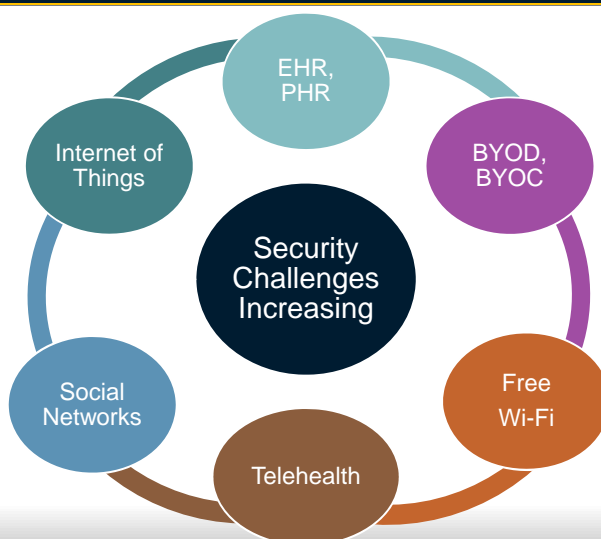 EHR,
PHR
BYOD,
BYOC
Free
Wi-Fi
Telehealth
Social
Networks
Internet of
Things
Security
Challenges
Increasing